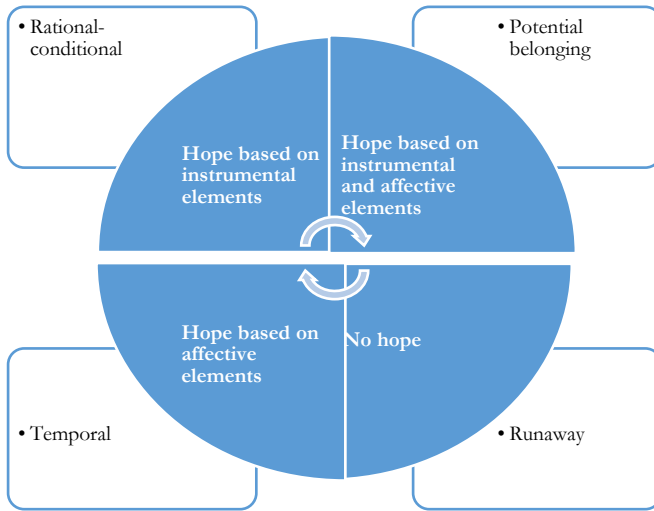 • Rational-
conditional
• Potential
belonging
Hope based on
instrumental
elements
Hope based on
instrumental
and affective
elements
Hope based on
affective
elements
No hope
• Temporal
• Runaway